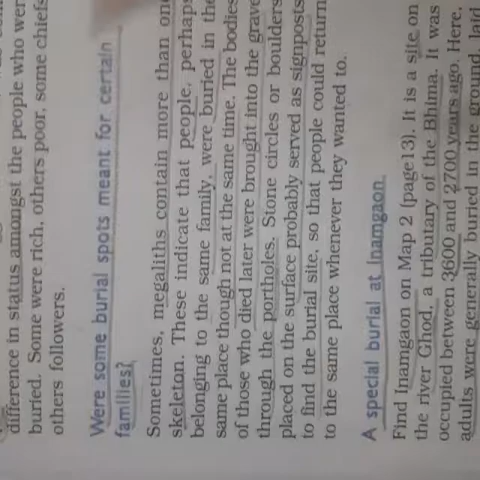 difference in status amongst the people who were
buried. Some were rich, others poor, some chiefs
others followers.
Were some burial spots meant for certain
families?
Sometimes, megaliths contain more than one
skeleton. These indicate that people, perhaps
belonging to the same family, were buried in the
same place though not at the same time. The bodies
of those who died later were brought into the grave
through the portholes. Stone circles or boulders
placed on the surface probably served as signposts
to find the burial site, so that people could return
to the same place whenever they wanted to.
A special burial at Inamgaon
Find Inamgaon on Map 2 (page13). It is a site on
the river Ghod, a tributary of the Bhima. It was
occupied between 3600 and 2700 years ago. Here,
adults were generally buried in the ground, laid